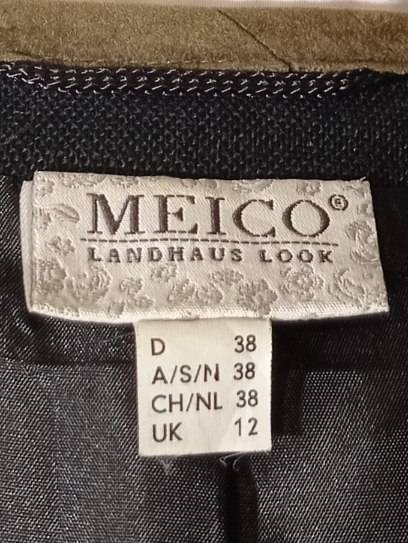 MEICO®
LANDHAUS LOOK
D 38
A/S/N 38
CH/NL 38
UK 12